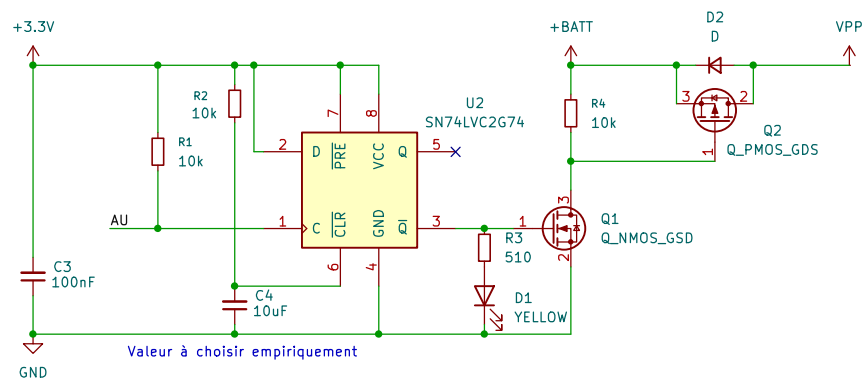 +3.3V
+BATT
D2
D
VPP
R2
10k
7
8
U2
SN74LVC2G74
R4
10k
3
2
Q2
Q_PMOS_GDS
1
R1
10k
2
D
PRE
VCC
Q
5
AU
1
C
CLR
GND
QI
3
6
4
R3
510
1
3
2
Q1
Q_NMOS_GSD
C3
100nF
C4
10uF
D1
YELLOW
Valeur à choisir empiriquement
GND